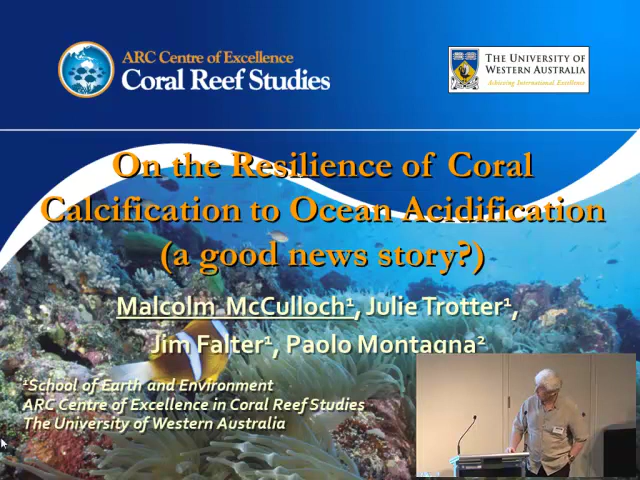 ARC Centre of Excellence
Coral Reef Studies
THE UNIVERSITY OF
WESTERN AUSTRALIA
Achieving International Excellence
On the Resilience of Coral
Calcification to Ocean Acidification
(a good news story?)
Malcolm McCulloch¹, Julie Trotter¹,
Jim Falter¹, Paolo Montagna²
¹School of Earth and Environment
ARC Centre of Excellence in Coral Reef Studies
The University of Western Australia